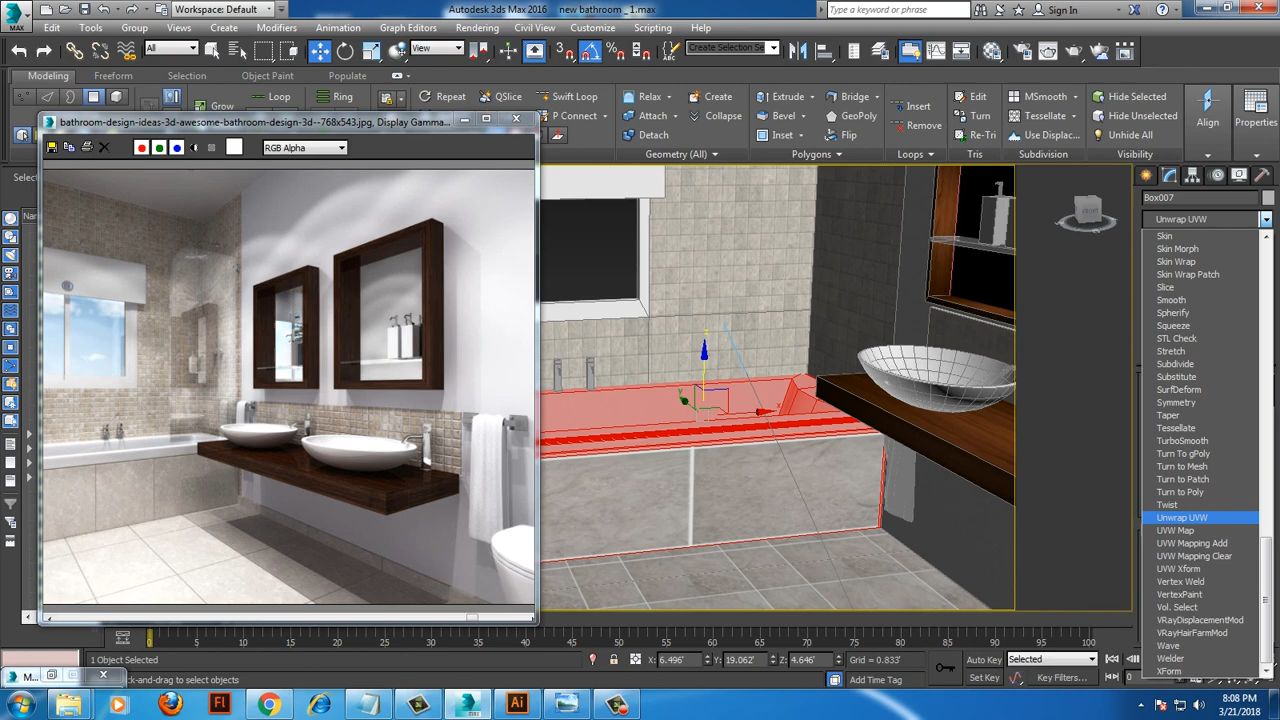 Workspace: Default
Autodesk 3ds Max 2016
new bathroom _1.max
Type a keyword or phrase
Sign In
MAX
Edit
Tools
Group
Views
Create
Modifiers
Animation
Graph Editors
Rendering
Civil View
Customize
Scripting
Help
All
View
Create Selection Se
Modeling
Freeform
Selection
Object Paint
Populate
Grow
Loop
Ring
Repeat
QSlice
Swift Loop
P Connect
Relax
Create
Attach
Collapse
Detach
Geometry (All)
Extrude
Bridge
Bevel
GeoPoly
Inset
Flip
Polygons
Insert
Remove
Loops
Edit
Turn
Re-Tri
Tris
MSmooth
Tessellate
Use Displac...
Subdivision
Hide Selected
Hide Unselected
Unhide All
Visibility
Align
Properties
bathroom-design-ideas-3d-awesome-bathroom-design-3d--768x543.jpg, Display Gamma...
RGB Alpha
Selec
Nan
Box007
Unwrap UVW
Skin
Skin Morph
Skin Wrap
Skin Wrap Patch
Slice
Smooth
Spherify
Squeeze
STL Check
Stretch
Subdivide
Substitute
SurfDeform
Symmetry
Taper
Tessellate
TurboSmooth
Turn To gPoly
Turn to Mesh
Turn to Patch
Turn to Poly
Twist
Unwrap UVW
UVW Map
UVW Mapping Add
UVW Mapping Clear
UVW Xform
Vertex Weld
VertexPaint
Vol. Select
VRayDisplacementMod
VRayHairFarmMod
Wave
Welder
XForm
5 10 15 20 25 30 35 40 45 50 55 60 65 70 75 80 85 90 95 100
1 Object Selected
X: 6.496'
Y: 19.062'
Z: 4.646'
Grid = 0.833'
Auto Key
Selected
M...
ck-and-drag to select objects
Add Time Tag
Set Key
Key Filters...
0
Fl
Ai
8:08 PM
3/21/2018